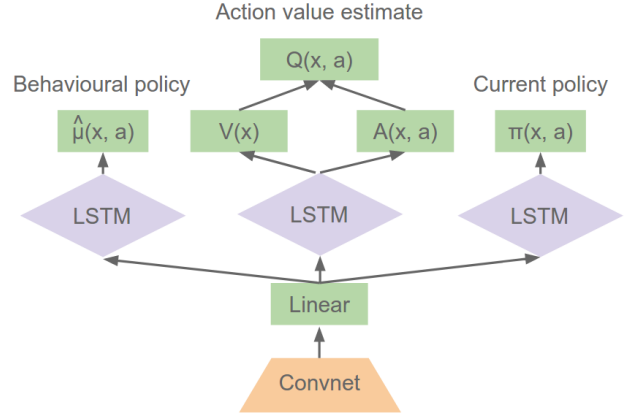 Action value estimate
Q(x, a)
Behavioural policy
Current policy
μ̂(x, a)
V(x)
A(x, a)
π(x, a)
LSTM
LSTM
LSTM
Linear
Convnet